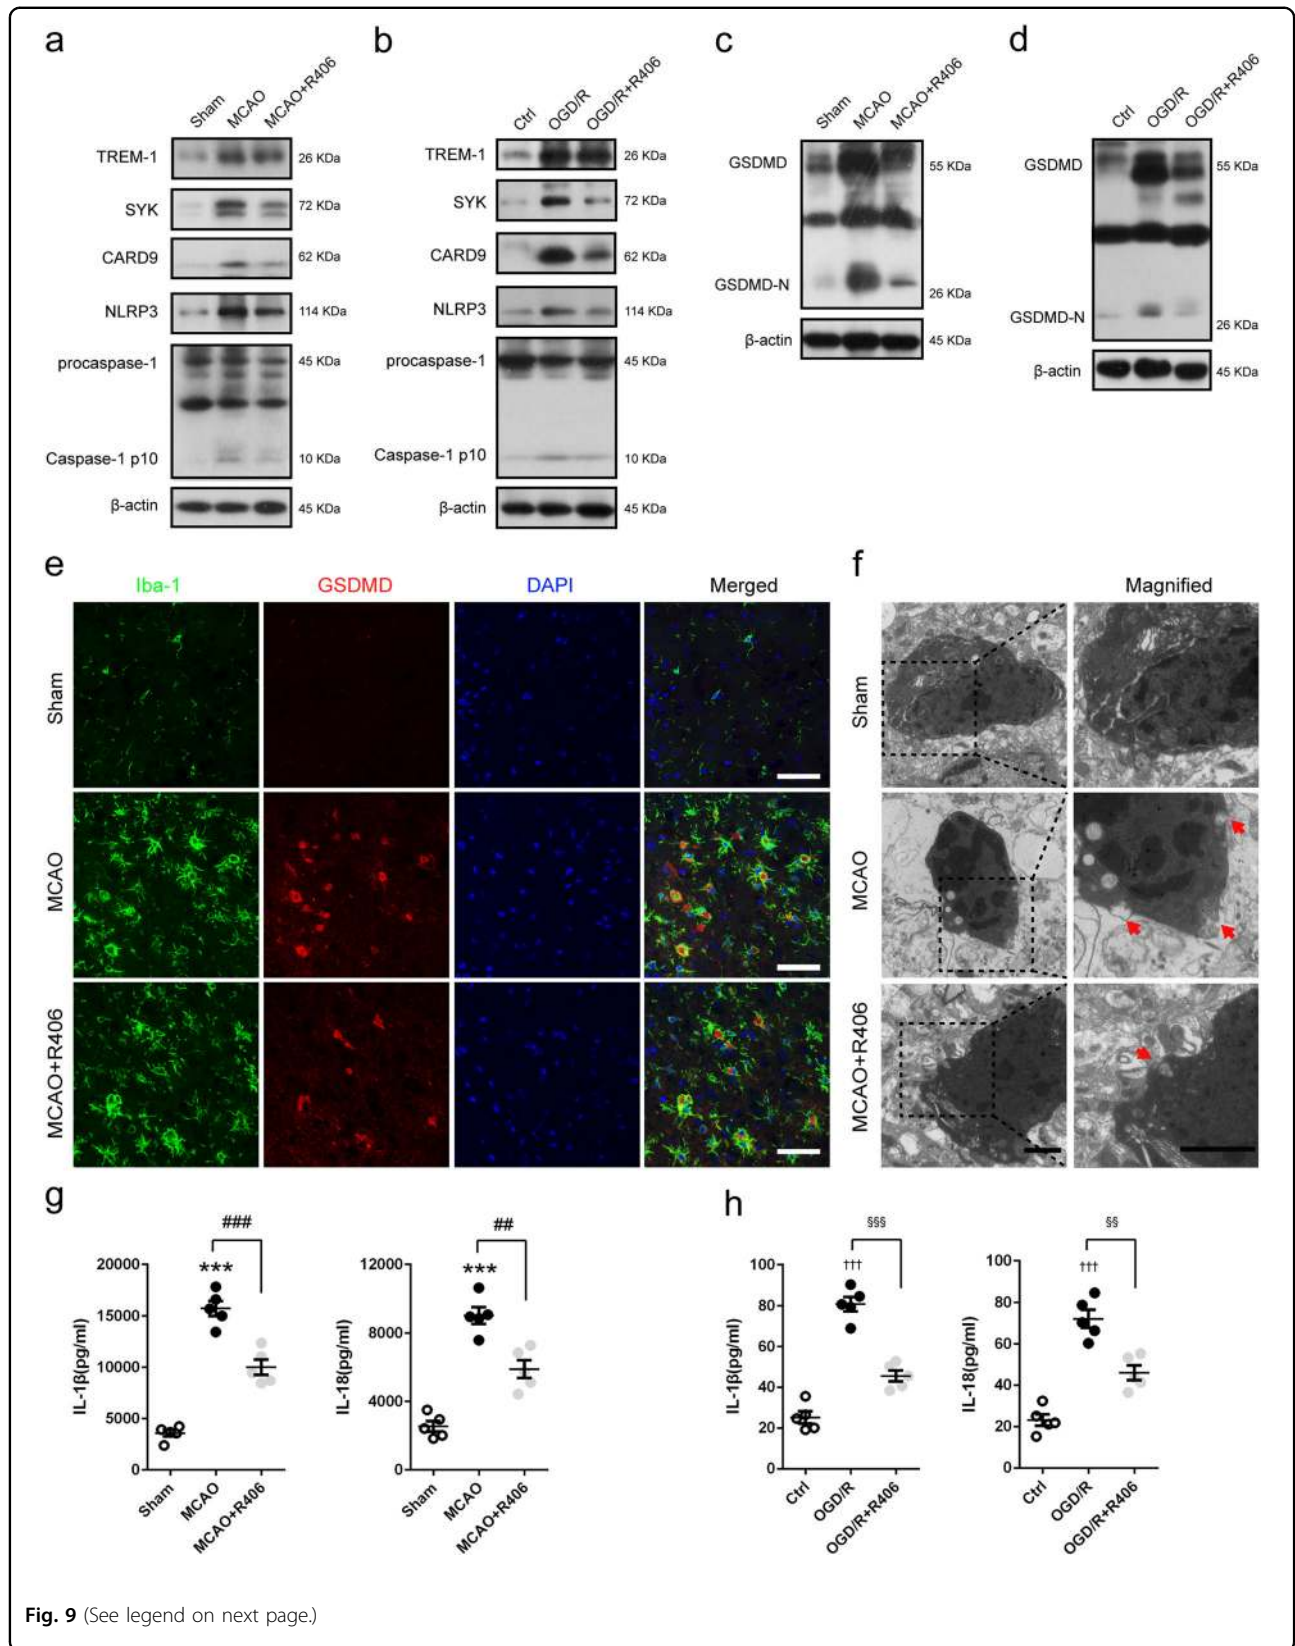 a
Sham
MCAO
MCAO+R406
TREM-1
26 KDa
SYK
72 KDa
CARD9
62 KDa
NLRP3
114 KDa
procaspase-1
45 KDa
Caspase-1 p10
10 KDa
β-actin
45 KDa
b
Ctrl
OGD/R
OGD/R+R406
TREM-1
26 KDa
SYK
72 KDa
CARD9
62 KDa
NLRP3
114 KDa
procaspase-1
45 KDa
Caspase-1 p10
10 KDa
β-actin
45 KDa
c
Sham
MCAO
MCAO+R406
GSDMD
55 KDa
GSDMD-N
26 KDa
β-actin
45 KDa
d
Ctrl
OGD/R
OGD/R+R406
GSDMD
55 KDa
GSDMD-N
26 KDa
β-actin
45 KDa
e
Iba-1
GSDMD
DAPI
Merged
Sham
MCAO
MCAO+R406
f
Magnified
Sham
MCAO
MCAO+R406
g
###
***
20000
15000
10000
5000
0
IL-1β(pg/ml)
Sham
MCAO
MCAO+R406
##
***
12000
8000
4000
0
IL-18(pg/ml)
Sham
MCAO
MCAO+R406
h
§§§
†††
100
80
60
40
20
0
IL-1β(pg/ml)
Ctrl
OGD/R
OGD/R+R406
§§
†††
100
80
60
40
20
0
IL-18(pg/ml)
Ctrl
OGD/R
OGD/R+R406
Fig. 9 (See legend on next page.)